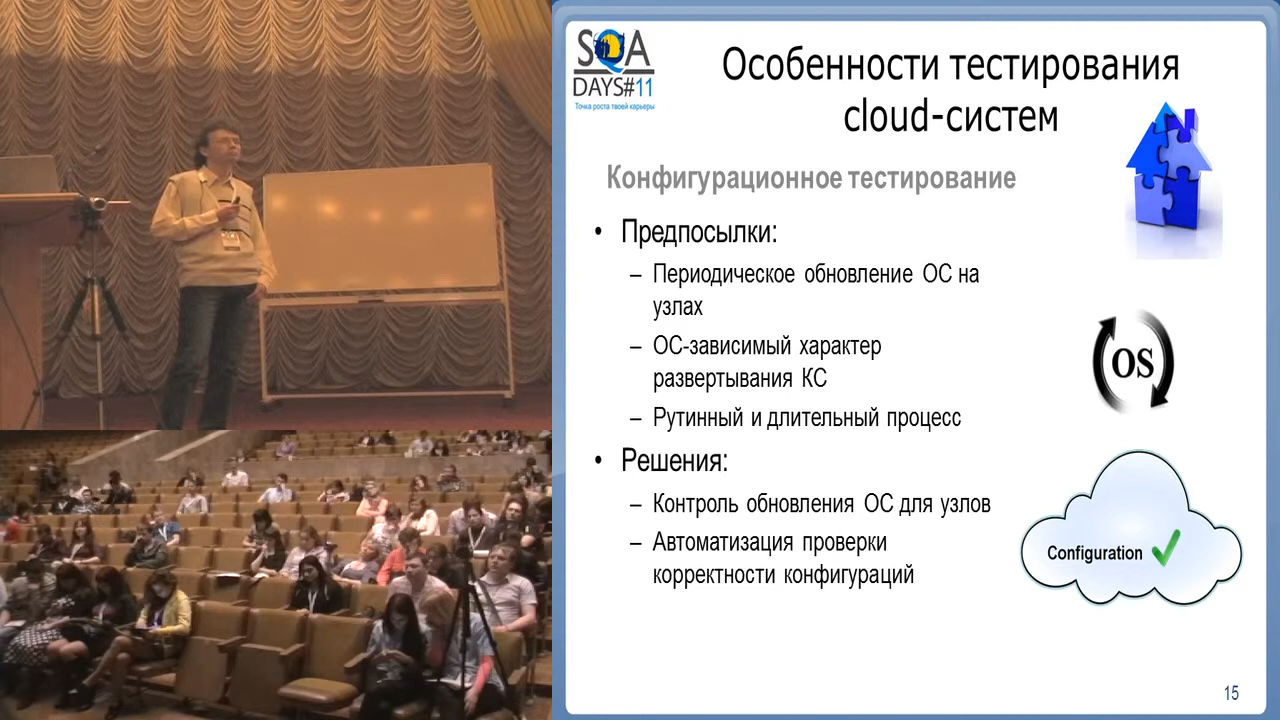 SQA
DAYS#11
Точка роста твоей карьеры
Особенности тестирования
cloud-систем
Конфигурационное тестирование
• Предпосылки:
– Периодическое обновление ОС на
узлах
– ОС-зависимый характер
развертывания КС
– Рутинный и длительный процесс
• Решения:
– Контроль обновления ОС для узлов
– Автоматизация проверки
корректности конфигураций
OS
Configuration
15